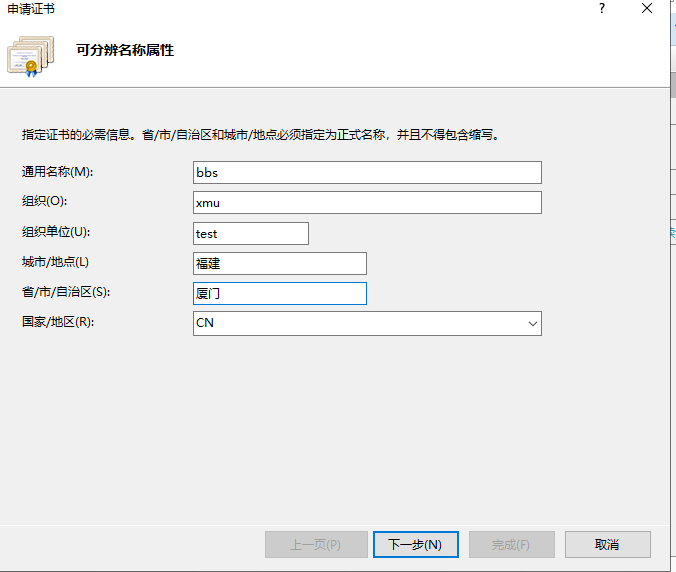 申请证书
?
可分辨名称属性
指定证书的必需信息。省/市/自治区和城市/地点必须指定为正式名称，并且不得包含缩写。
通用名称(M): bbs
组织(O): xmu
组织单位(U): test
城市/地点(L) 福建
省/市/自治区(S): 厦门
国家/地区(R): CN
上一页(P) 下一步(N) 完成(F) 取消